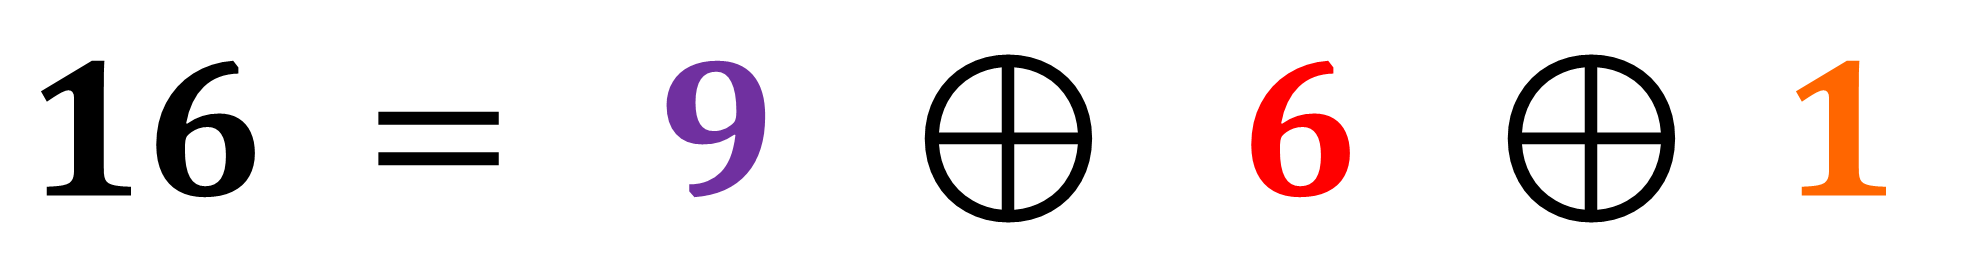 16 = 9 ⊕ 6 ⊕ 1